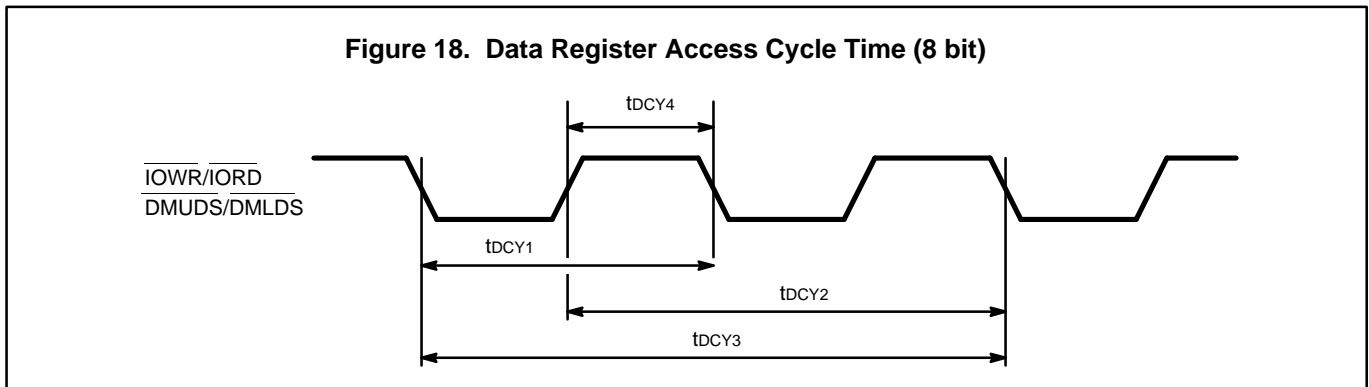 Figure 18. Data Register Access Cycle Time (8 bit)
tDCY4
IOWR/IORD
DMUDS/DMLDS
tDCY1
tDCY2
tDCY3